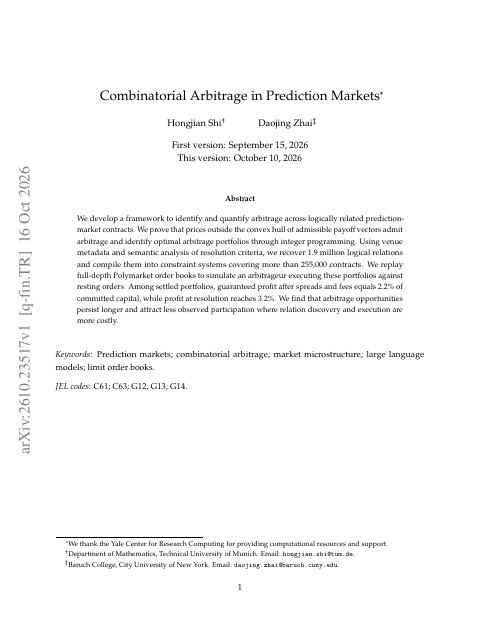 Combinatorial Arbitrage in Prediction Markets*
Hongjian Shi† Daojing Zhai‡
First version: September 15, 2026
This version: October 10, 2026
Abstract
We develop a framework to identify and quantify arbitrage across logically related prediction-
market contracts. We prove that prices outside the convex hull of admissible payoff vectors admit
arbitrage and identify optimal arbitrage portfolios through integer programming. Using venue
metadata and semantic analysis of resolution criteria, we recover 1.9 million logical relations
and compile them into constraint systems covering more than 255,000 contracts. We replay
full-depth Polymarket order books to simulate an arbitrageur executing these portfolios against
resting orders. Among settled portfolios, guaranteed profit after spreads and fees equals 2.2% of
committed capital, while profit at resolution reaches 3.2%. We find that arbitrage opportunities
persist longer and attract less observed participation where relation discovery and execution are
more costly.
Keywords: Prediction markets; combinatorial arbitrage; market microstructure; large language
models; limit order books.
JEL codes: C61; C63; G12; G13; G14.
*We thank the Yale Center for Research Computing for providing computational resources and support.
†Department of Mathematics, Technical University of Munich. Email: hongjian.shi@tum.de.
‡Baruch College, City University of New York. Email: daojing.zhai@baruch.cuny.edu.
1
arXiv:2610.23517v1 [q-fin.TR] 16 Oct 2026